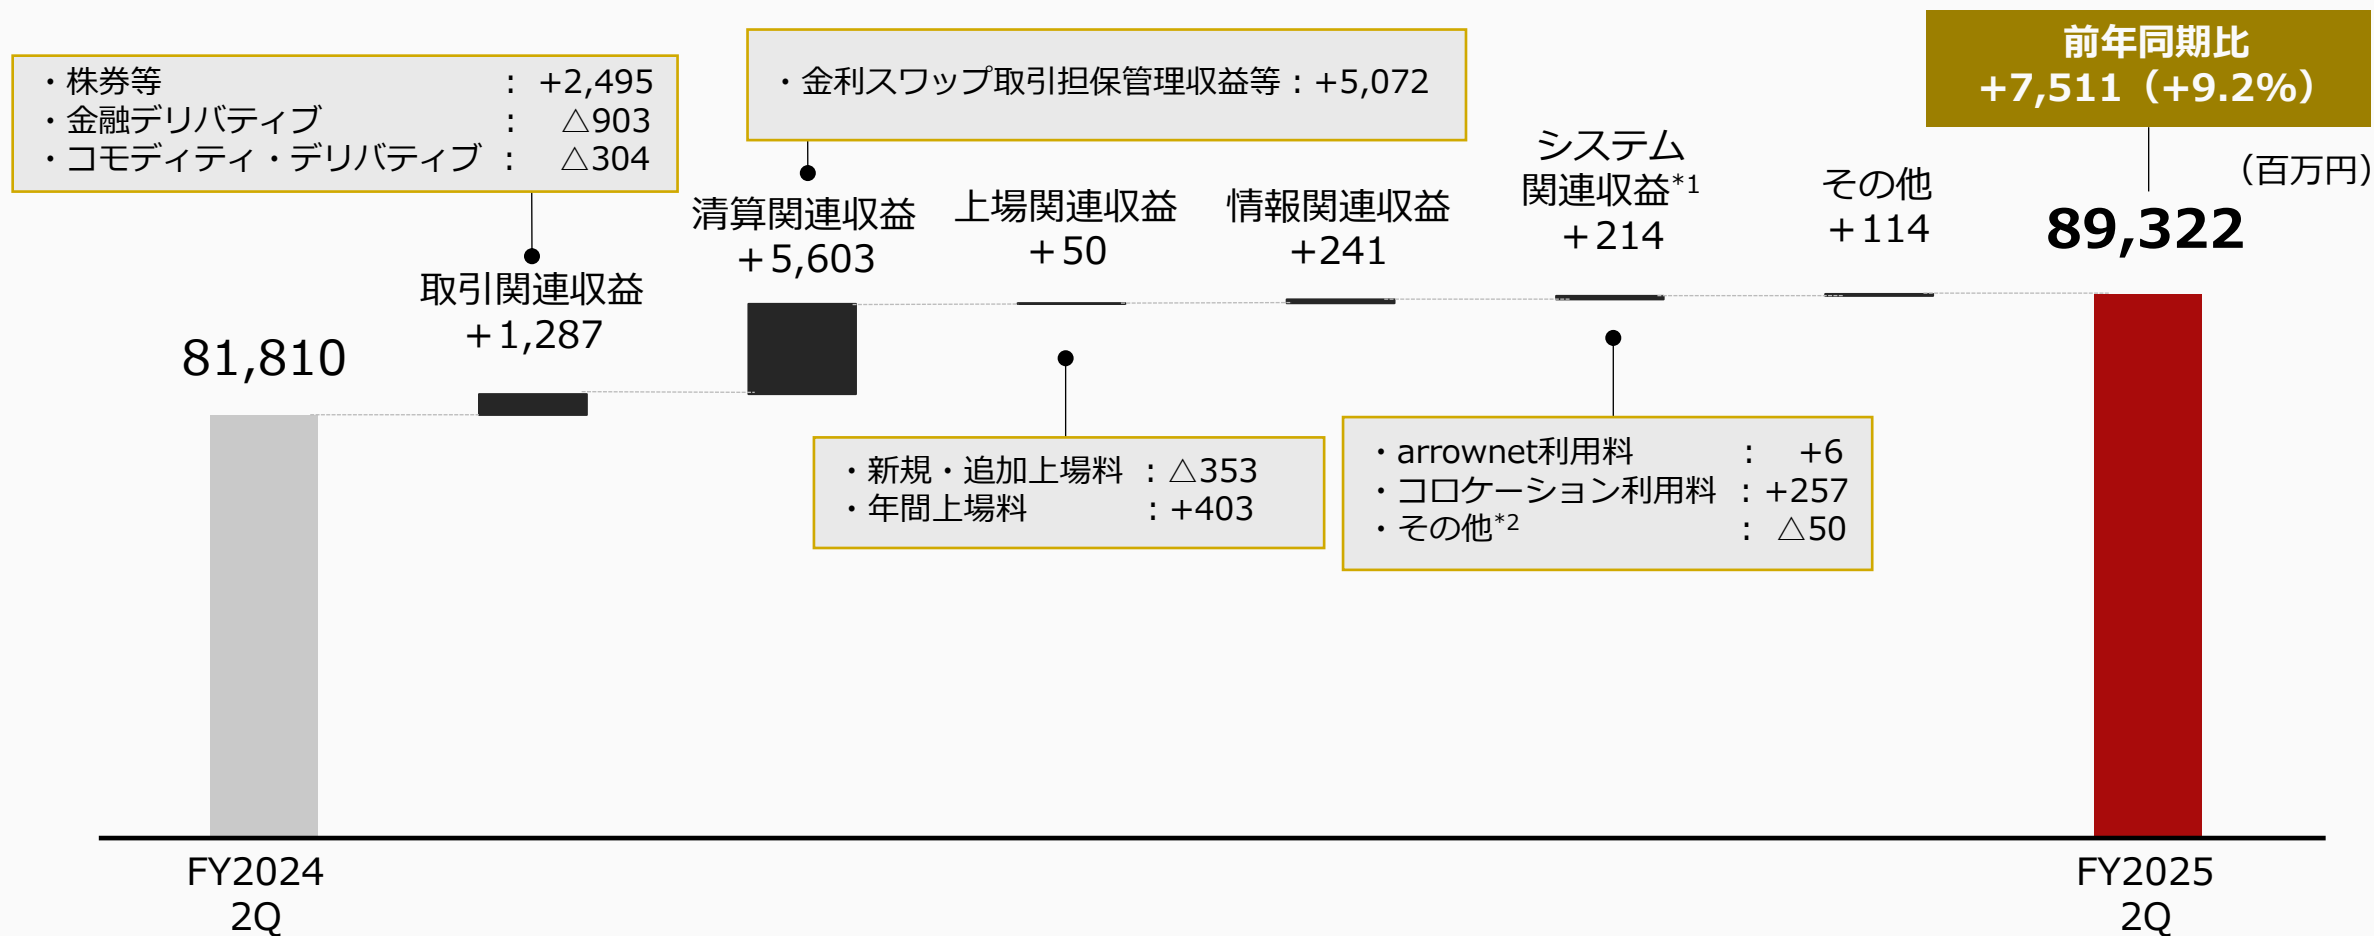 ・株券等 : +2,495
・金融デリバティブ : △903
・コモディティ・デリバティブ : △304
・金利スワップ取引担保管理収益等：+5,072
前年同期比
+7,511（+9.2%）
（百万円）
81,810
取引関連収益
＋1,287
清算関連収益
＋5,603
上場関連収益
＋50
情報関連収益
＋241
システム
関連収益*1
＋214
その他
＋114
89,322
・新規・追加上場料 : △353
・年間上場料 : +403
・arrownet利用料 : +6
・コロケーション利用料 : +257
・その他*2 : △50
FY2024
2Q
FY2025
2Q